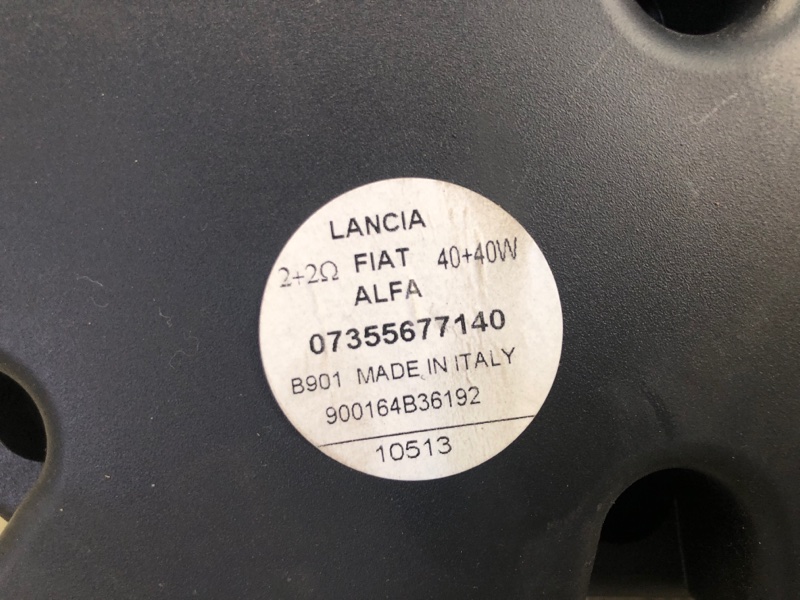 LANCIA
2+2Ω FIAT 40+40W
ALFA
07355677140
B901 MADE IN ITALY
900164B36192
10513